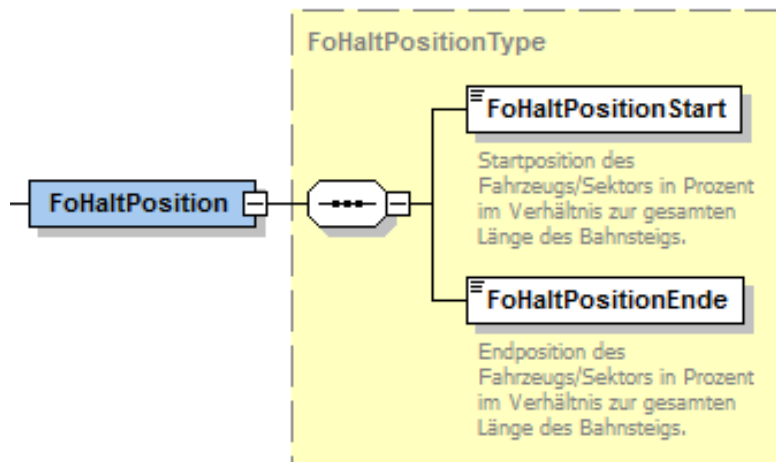 FoHaltPositionType
FoHaltPositionStart
Startposition des
Fahrzeugs/Sektors in Prozent
im Verhältnis zur gesamten
Länge des Bahnsteigs.
FoHaltPosition
FoHaltPositionEnde
Endposition des
Fahrzeugs/Sektors in Prozent
im Verhältnis zur gesamten
Länge des Bahnsteigs.